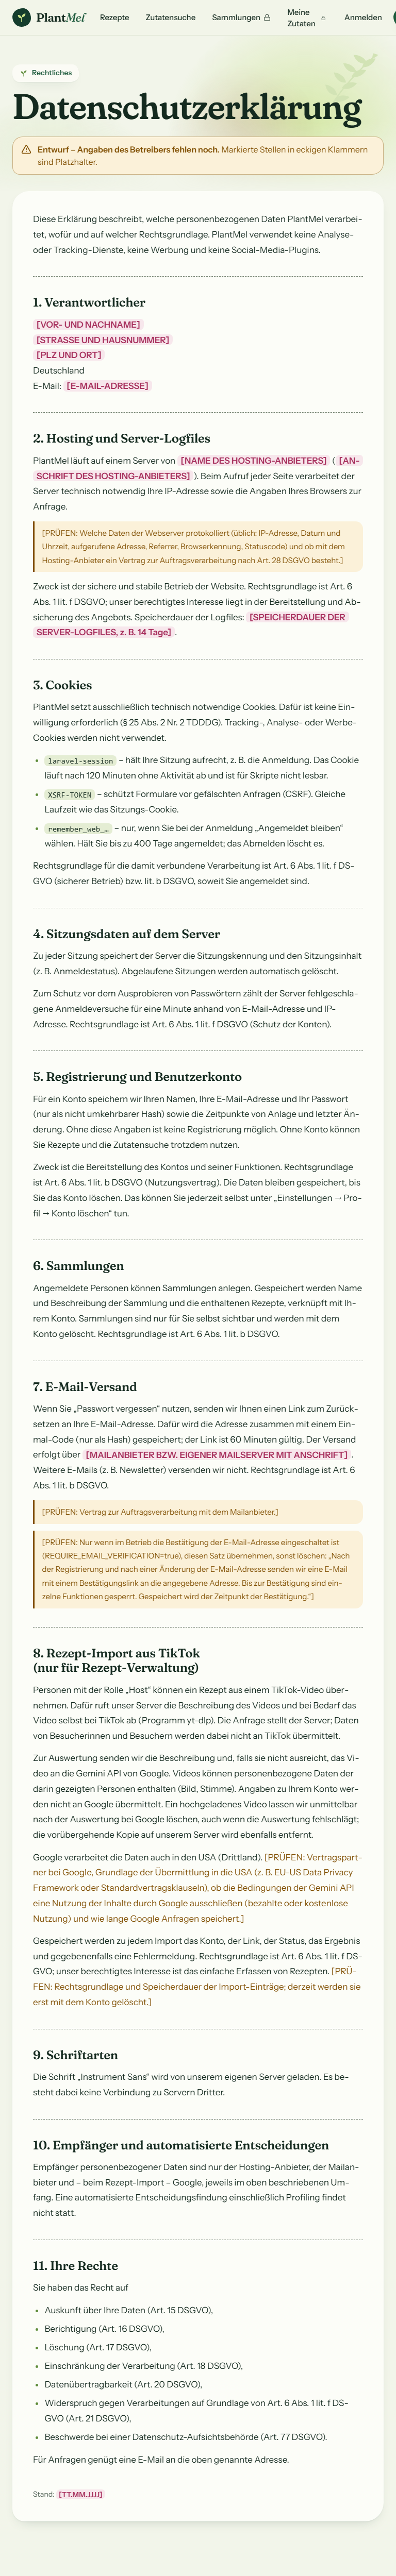 PlantMel
Rezepte
Zutatensuche
Sammlungen
Meine
Zutaten
Anmelden
Rechtliches
Datenschutzerklärung
Entwurf – Angaben des Betreibers fehlen noch. Markierte Stellen in eckigen Klammern
sind Platzhalter.
Diese Erklärung beschreibt, welche personenbezogenen Daten PlantMel verarbei-
tet, wofür und auf welcher Rechtsgrundlage. PlantMel verwendet keine Analyse-
oder Tracking-Dienste, keine Werbung und keine Social-Media-Plugins.
1. Verantwortlicher
[VOR- UND NACHNAME]
[STRASSE UND HAUSNUMMER]
[PLZ UND ORT]
Deutschland
E-Mail: [E-MAIL-ADRESSE]
2. Hosting und Server-Logfiles
PlantMel läuft auf einem Server von [NAME DES HOSTING-ANBIETERS] ( [AN-
SCHRIFT DES HOSTING-ANBIETERS] ). Beim Aufruf jeder Seite verarbeitet der
Server technisch notwendig Ihre IP-Adresse sowie die Angaben Ihres Browsers zur
Anfrage.
[PRÜFEN: Welche Daten der Webserver protokolliert (üblich: IP-Adresse, Datum und
Uhrzeit, aufgerufene Adresse, Referrer, Browserkennung, Statuscode) und ob mit dem
Hosting-Anbieter ein Vertrag zur Auftragsverarbeitung nach Art. 28 DSGVO besteht.]
Zweck ist der sichere und stabile Betrieb der Website. Rechtsgrundlage ist Art. 6
Abs. 1 lit. f DSGVO; unser berechtigtes Interesse liegt in der Bereitstellung und Ab-
sicherung des Angebots. Speicherdauer der Logfiles: [SPEICHERDAUER DER
SERVER-LOGFILES, z. B. 14 Tage] .
3. Cookies
PlantMel setzt ausschließlich technisch notwendige Cookies. Dafür ist keine Ein-
willigung erforderlich (§ 25 Abs. 2 Nr. 2 TDDDG). Tracking-, Analyse- oder Werbe-
Cookies werden nicht verwendet.
• laravel-session – hält Ihre Sitzung aufrecht, z. B. die Anmeldung. Das Cookie
läuft nach 120 Minuten ohne Aktivität ab und ist für Skripte nicht lesbar.
• XSRF-TOKEN – schützt Formulare vor gefälschten Anfragen (CSRF). Gleiche
Laufzeit wie das Sitzungs-Cookie.
• remember_web_… – nur, wenn Sie bei der Anmeldung „Angemeldet bleiben“
wählen. Hält Sie bis zu 400 Tage angemeldet; das Abmelden löscht es.
Rechtsgrundlage für die damit verbundene Verarbeitung ist Art. 6 Abs. 1 lit. f DS-
GVO (sicherer Betrieb) bzw. lit. b DSGVO, soweit Sie angemeldet sind.
4. Sitzungsdaten auf dem Server
Zu jeder Sitzung speichert der Server die Sitzungskennung und den Sitzungsinhalt
(z. B. Anmeldestatus). Abgelaufene Sitzungen werden automatisch gelöscht.
Zum Schutz vor dem Ausprobieren von Passwörtern zählt der Server fehlgeschla-
gene Anmeldeversuche für eine Minute anhand von E-Mail-Adresse und IP-
Adresse. Rechtsgrundlage ist Art. 6 Abs. 1 lit. f DSGVO (Schutz der Konten).
5. Registrierung und Benutzerkonto
Für ein Konto speichern wir Ihren Namen, Ihre E-Mail-Adresse und Ihr Passwort
(nur als nicht umkehrbarer Hash) sowie die Zeitpunkte von Anlage und letzter Än-
derung. Ohne diese Angaben ist keine Registrierung möglich. Ohne Konto können
Sie Rezepte und die Zutatensuche trotzdem nutzen.
Zweck ist die Bereitstellung des Kontos und seiner Funktionen. Rechtsgrundlage
ist Art. 6 Abs. 1 lit. b DSGVO (Nutzungsvertrag). Die Daten bleiben gespeichert, bis
Sie das Konto löschen. Das können Sie jederzeit selbst unter „Einstellungen → Pro-
fil → Konto löschen“ tun.
6. Sammlungen
Angemeldete Personen können Sammlungen anlegen. Gespeichert werden Name
und Beschreibung der Sammlung und die enthaltenen Rezepte, verknüpft mit Ih-
rem Konto. Sammlungen sind nur für Sie selbst sichtbar und werden mit dem
Konto gelöscht. Rechtsgrundlage ist Art. 6 Abs. 1 lit. b DSGVO.
7. E-Mail-Versand
Wenn Sie „Passwort vergessen“ nutzen, senden wir Ihnen einen Link zum Zurück-
setzen an Ihre E-Mail-Adresse. Dafür wird die Adresse zusammen mit einem Ein-
mal-Code (nur als Hash) gespeichert; der Link ist 60 Minuten gültig. Der Versand
erfolgt über [MAILANBIETER BZW. EIGENER MAILSERVER MIT ANSCHRIFT] .
Weitere E-Mails (z. B. Newsletter) versenden wir nicht. Rechtsgrundlage ist Art. 6
Abs. 1 lit. b DSGVO.
[PRÜFEN: Vertrag zur Auftragsverarbeitung mit dem Mailanbieter.]
[PRÜFEN: Nur wenn im Betrieb die Bestätigung der E-Mail-Adresse eingeschaltet ist
(REQUIRE_EMAIL_VERIFICATION=true), diesen Satz übernehmen, sonst löschen: „Nach
der Registrierung und nach einer Änderung der E-Mail-Adresse senden wir eine E-Mail
mit einem Bestätigungslink an die angegebene Adresse. Bis zur Bestätigung sind ein-
zelne Funktionen gesperrt. Gespeichert wird der Zeitpunkt der Bestätigung.“]
8. Rezept-Import aus TikTok
(nur für Rezept-Verwaltung)
Personen mit der Rolle „Host“ können ein Rezept aus einem TikTok-Video über-
nehmen. Dafür ruft unser Server die Beschreibung des Videos und bei Bedarf das
Video selbst bei TikTok ab (Programm yt-dlp). Die Anfrage stellt der Server; Daten
von Besucherinnen und Besuchern werden dabei nicht an TikTok übermittelt.
Zur Auswertung senden wir die Beschreibung und, falls sie nicht ausreicht, das Vi-
deo an die Gemini API von Google. Videos können personenbezogene Daten der
darin gezeigten Personen enthalten (Bild, Stimme). Angaben zu Ihrem Konto wer-
den nicht an Google übermittelt. Ein hochgeladenes Video lassen wir unmittelbar
nach der Auswertung bei Google löschen, auch wenn die Auswertung fehlschlägt;
die vorübergehende Kopie auf unserem Server wird ebenfalls entfernt.
Google verarbeitet die Daten auch in den USA (Drittland). [PRÜFEN: Vertragspart-
ner bei Google, Grundlage der Übermittlung in die USA (z. B. EU-US Data Privacy
Framework oder Standardvertragsklauseln), ob die Bedingungen der Gemini API
eine Nutzung der Inhalte durch Google ausschließen (bezahlte oder kostenlose
Nutzung) und wie lange Google Anfragen speichert.]
Gespeichert werden zu jedem Import das Konto, der Link, der Status, das Ergebnis
und gegebenenfalls eine Fehlermeldung. Rechtsgrundlage ist Art. 6 Abs. 1 lit. f DS-
GVO; unser berechtigtes Interesse ist das einfache Erfassen von Rezepten. [PRÜ-
FEN: Rechtsgrundlage und Speicherdauer der Import-Einträge; derzeit werden sie
erst mit dem Konto gelöscht.]
9. Schriftarten
Die Schrift „Instrument Sans“ wird von unserem eigenen Server geladen. Es be-
steht dabei keine Verbindung zu Servern Dritter.
10. Empfänger und automatisierte Entscheidungen
Empfänger personenbezogener Daten sind nur der Hosting-Anbieter, der Mailan-
bieter und – beim Rezept-Import – Google, jeweils im oben beschriebenen Um-
fang. Eine automatisierte Entscheidungsfindung einschließlich Profiling findet
nicht statt.
11. Ihre Rechte
Sie haben das Recht auf
• Auskunft über Ihre Daten (Art. 15 DSGVO),
• Berichtigung (Art. 16 DSGVO),
• Löschung (Art. 17 DSGVO),
• Einschränkung der Verarbeitung (Art. 18 DSGVO),
• Datenübertragbarkeit (Art. 20 DSGVO),
• Widerspruch gegen Verarbeitungen auf Grundlage von Art. 6 Abs. 1 lit. f DS-
GVO (Art. 21 DSGVO),
• Beschwerde bei einer Datenschutz-Aufsichtsbehörde (Art. 77 DSGVO).
Für Anfragen genügt eine E-Mail an die oben genannte Adresse.
Stand: [TT.MM.JJJJ]